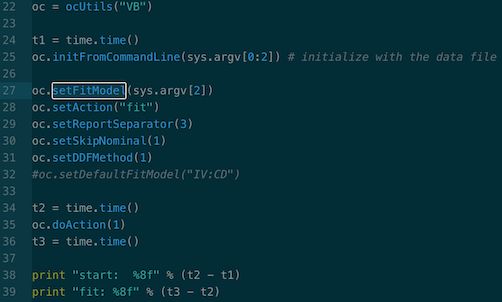 22 oc = ocUtils("VB")
23
24 t1 = time.time()
25 oc.initFromCommandLine(sys.argv[0:2]) # initialize with the data file
26
27 oc.setFitModel(sys.argv[2])
28 oc.setAction("fit")
29 oc.setReportSeparator(3)
30 oc.setSkipNominal(1)
31 oc.setDDFMethod(1)
32 #oc.setDefaultFitModel("IV:CD")
33
34 t2 = time.time()
35 oc.doAction(1)
36 t3 = time.time()
37
38 print "start:  %8f" % (t2 - t1)
39 print "fit: %8f" % (t3 - t2)